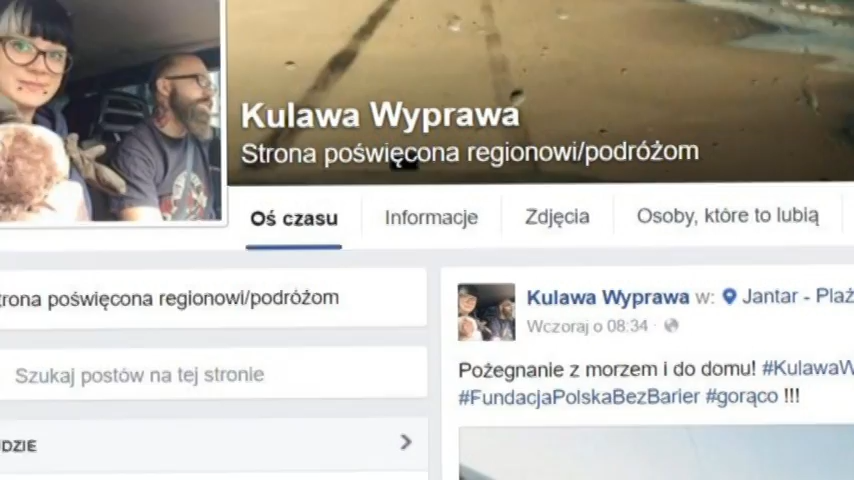 Kulawa Wyprawa
Strona poświęcona regionowi/podróżom
Oś czasu
Informacje
Zdjęcia
Osoby, które to lubią
trona poświęcona regionowi/podróżom
Szukaj postów na tej stronie
DZIE
Kulawa Wyprawa w: Jantar - Plaż
Wczoraj o 08:34
Pożegnanie z morzem i do domu! #KulawaW
#FundacjaPolskaBezBarier #gorąco !!!